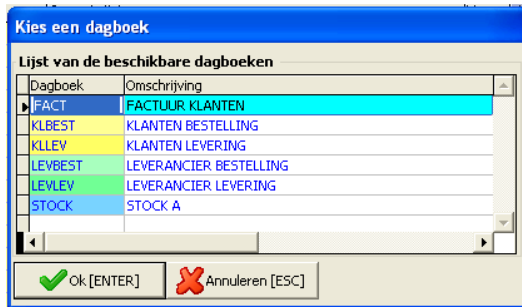 Kies een dagboek
Lijst van de beschikbare dagboeken
Dagboek Omschrijving
FACT FACTUUR KLANTEN
KLBEST KLANTEN BESTELLING
KLLEV KLANTEN LEVERING
LEVBEST LEVERANCIER BESTELLING
LEVLEV LEVERANCIER LEVERING
STOCK STOCK A
Ok [ENTER] Annuleren [ESC]